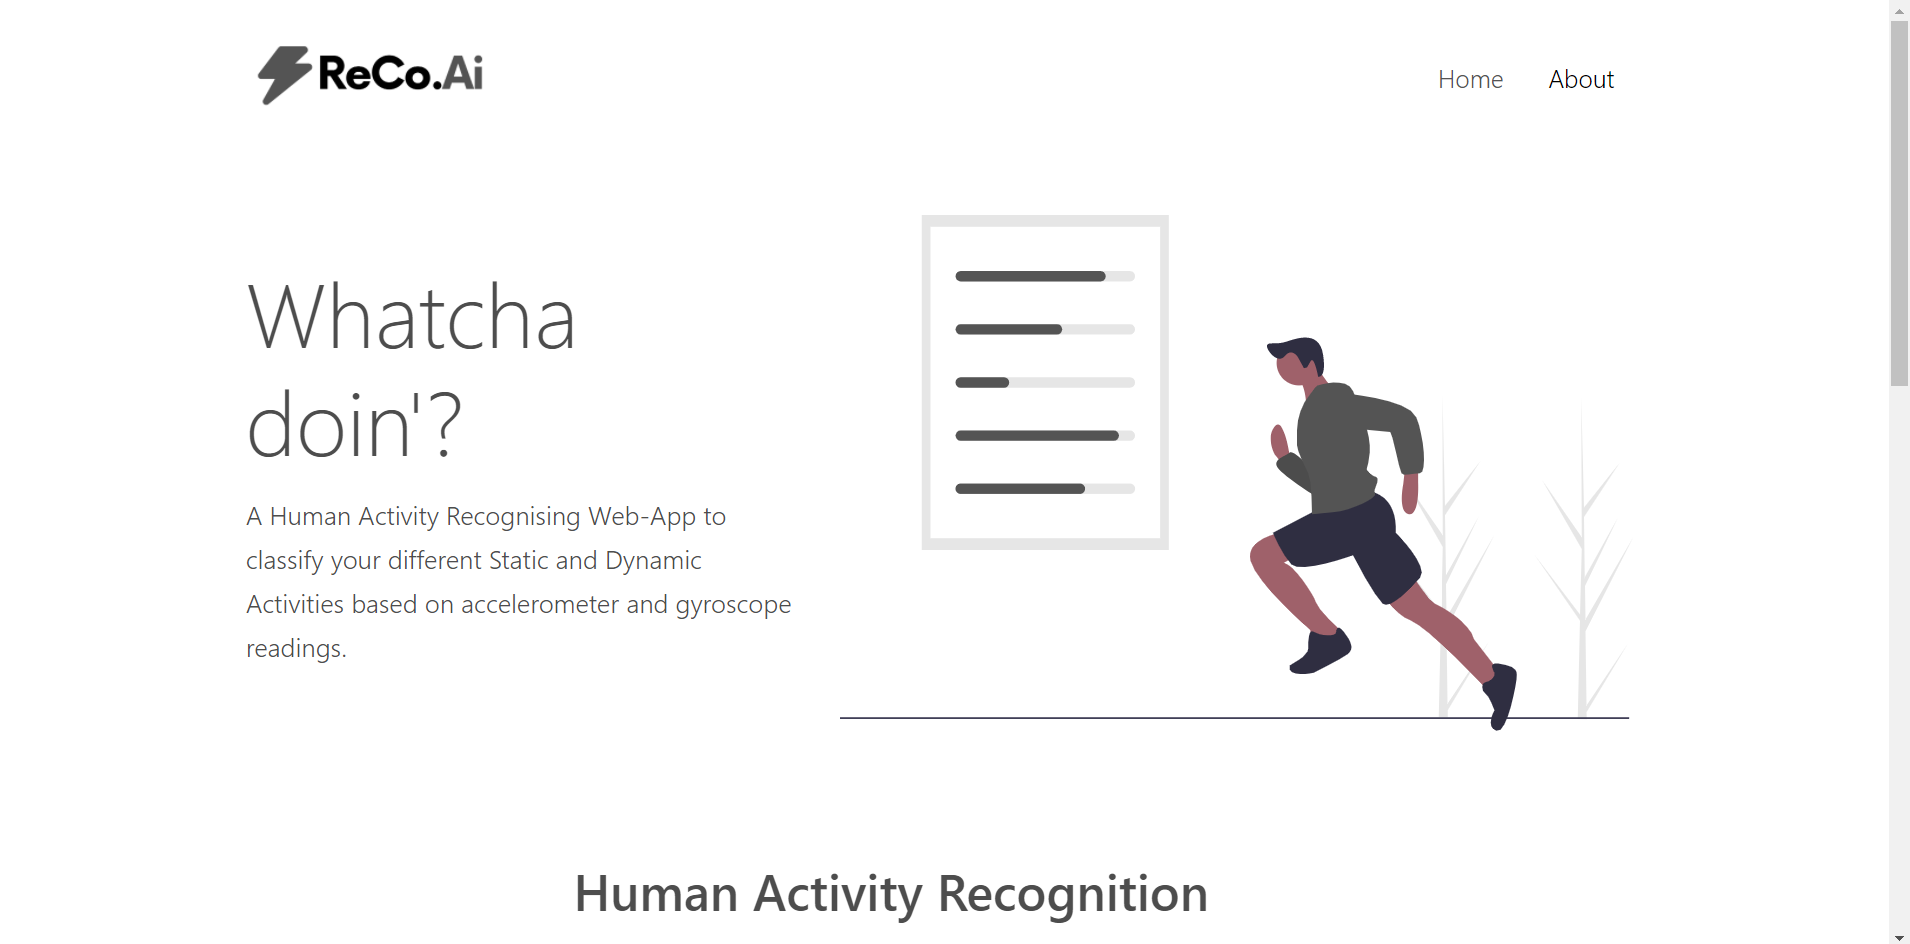 ReCo.Ai
Home About
Whatcha
doin'?
A Human Activity Recognising Web-App to
classify your different Static and Dynamic
Activities based on accelerometer and gyroscope
readings.
Human Activity Recognition